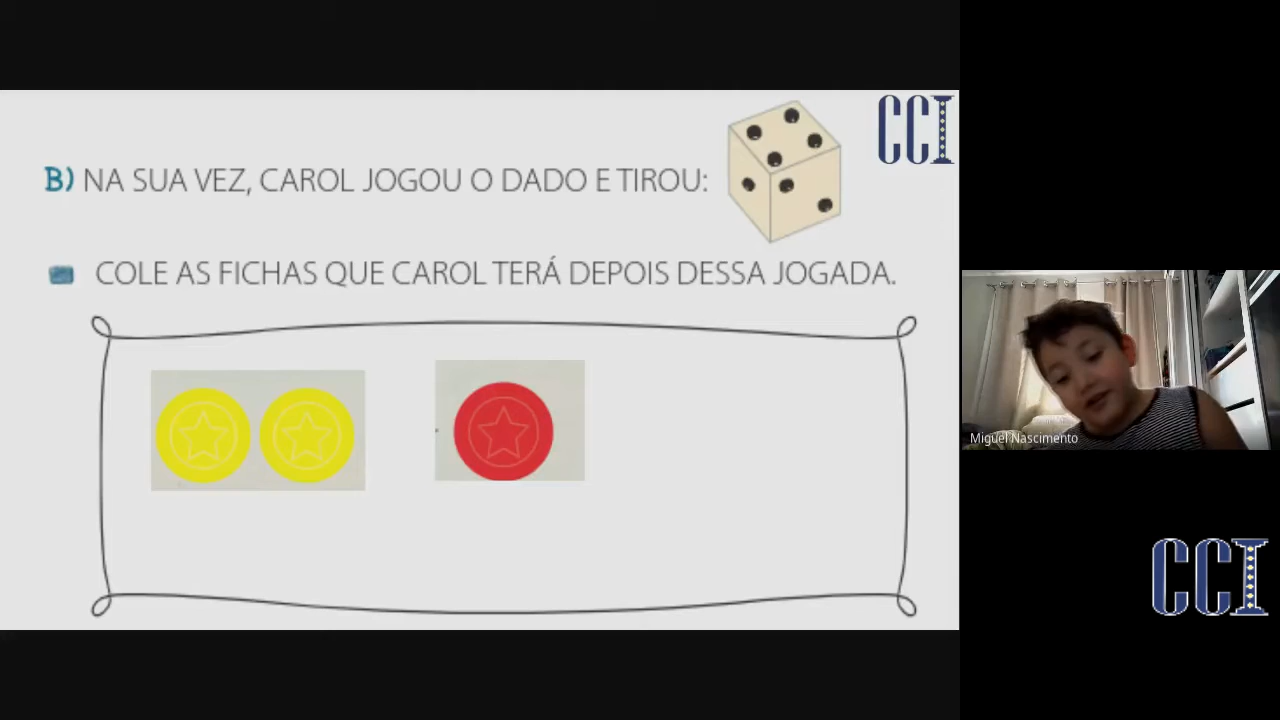 CCI
B) NA SUA VEZ, CAROL JOGOU O DADO E TIROU:
COLE AS FICHAS QUE CAROL TERÁ DEPOIS DESSA JOGADA.
Miguel Nascimento
CCI